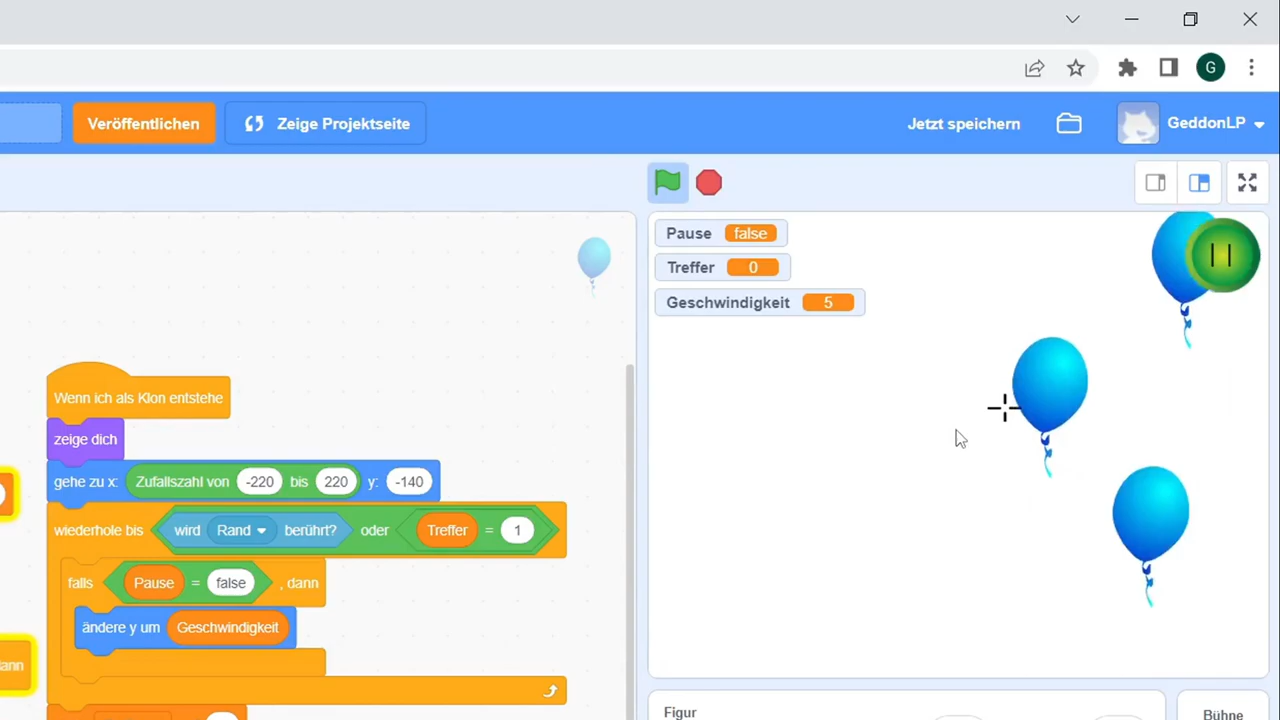 G
Veröffentlichen
Zeige Projektseite
Jetzt speichern
GeddonLP
Pause false
Treffer 0
Geschwindigkeit 5
Wenn ich als Klon entstehe
zeige dich
gehe zu x: Zufallszahl von -220 bis 220 y: -140
wiederhole bis wird Rand berührt? oder Treffer = 1
falls Pause = false , dann
ändere y um Geschwindigkeit
Figur
Bühne